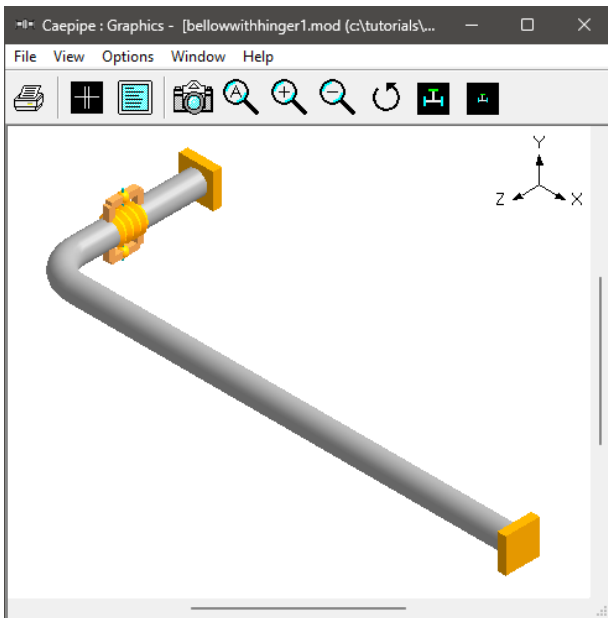 Caepipe : Graphics - [bellowwithhinger1.mod (c:\tutorials\...
File View Options Window Help
A
Y
Z X